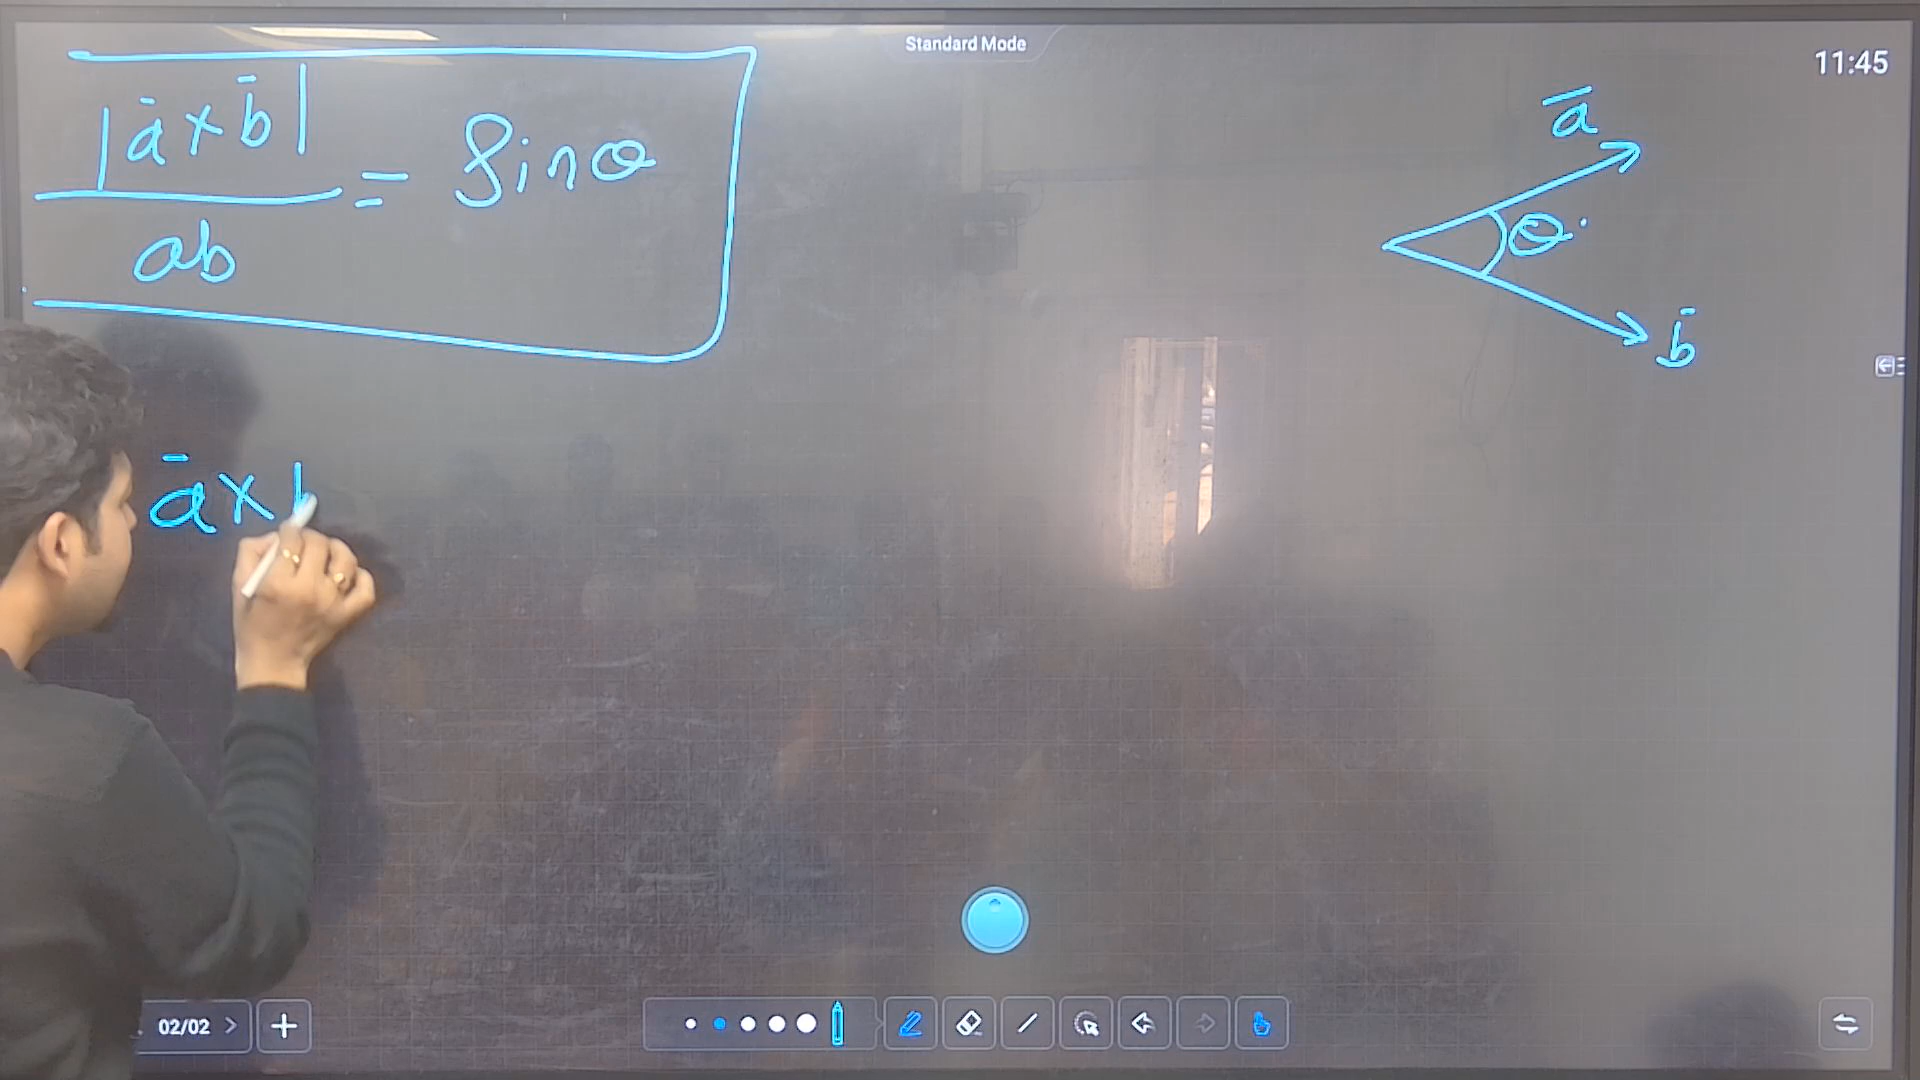 Standard Mode
11:45
|a̅ × b̅| / ab = Sinθ
a̅
θ
b̅
a̅ × b
02/02